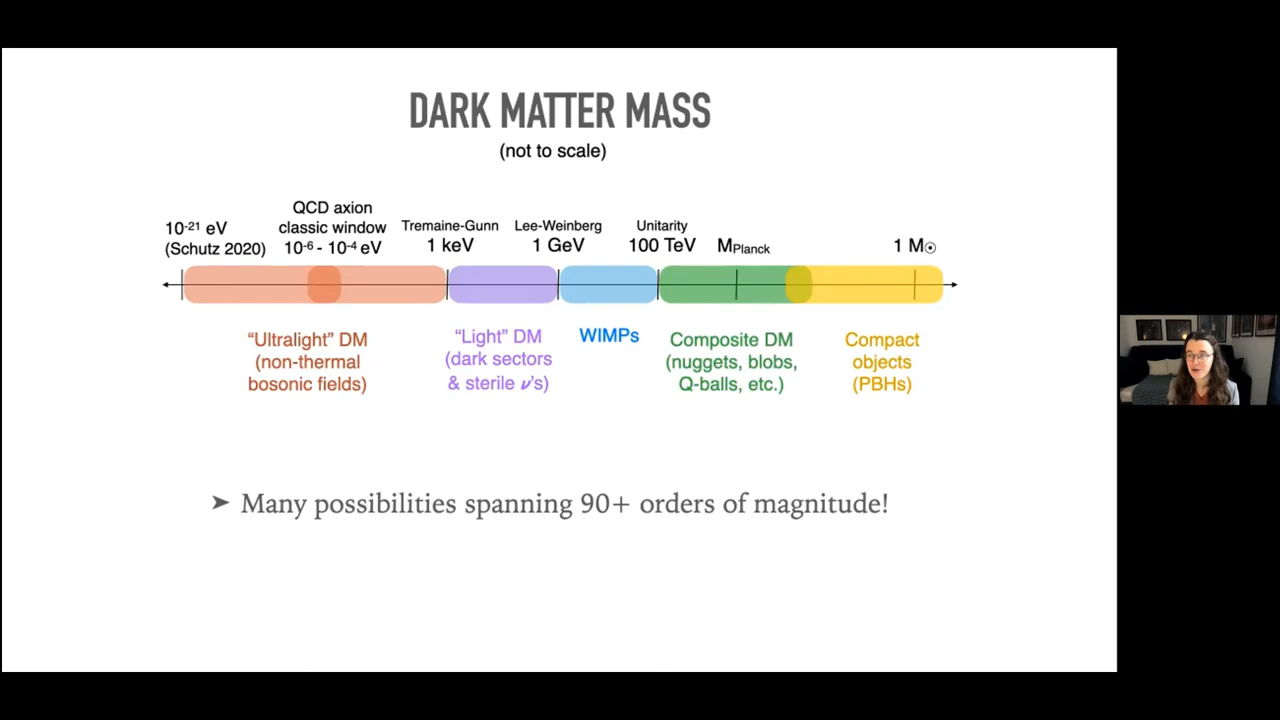 DARK MATTER MASS
(not to scale)
10⁻²¹ eV
(Schutz 2020)
QCD axion
classic window
10⁻⁶ - 10⁻⁴ eV
Tremaine-Gunn
1 keV
Lee-Weinberg
1 GeV
Unitarity
100 TeV
M_Planck
1 M☉
“Ultralight” DM
(non-thermal
bosonic fields)
“Light” DM
(dark sectors
& sterile 𝝂’s)
WIMPs
Composite DM
(nuggets, blobs,
Q-balls, etc.)
Compact
objects
(PBHs)
➤ Many possibilities spanning 90+ orders of magnitude!